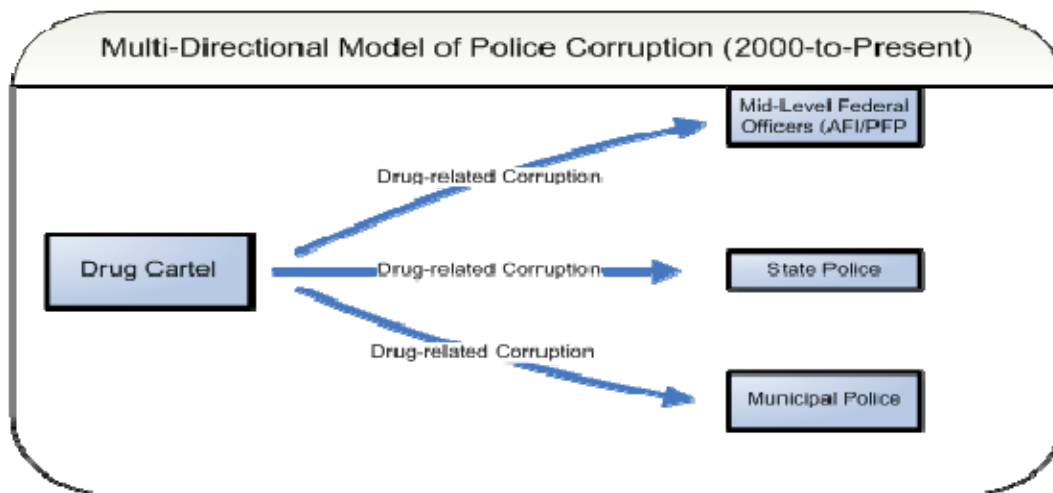 Multi-Directional Model of Police Corruption (2000-to-Present)
Mid-Level Federal
Officers (AFI/PFP
Drug-related Corruption
Drug Cartel
Drug-related Corruption
State Police
Drug-related Corruption
Municipal Police